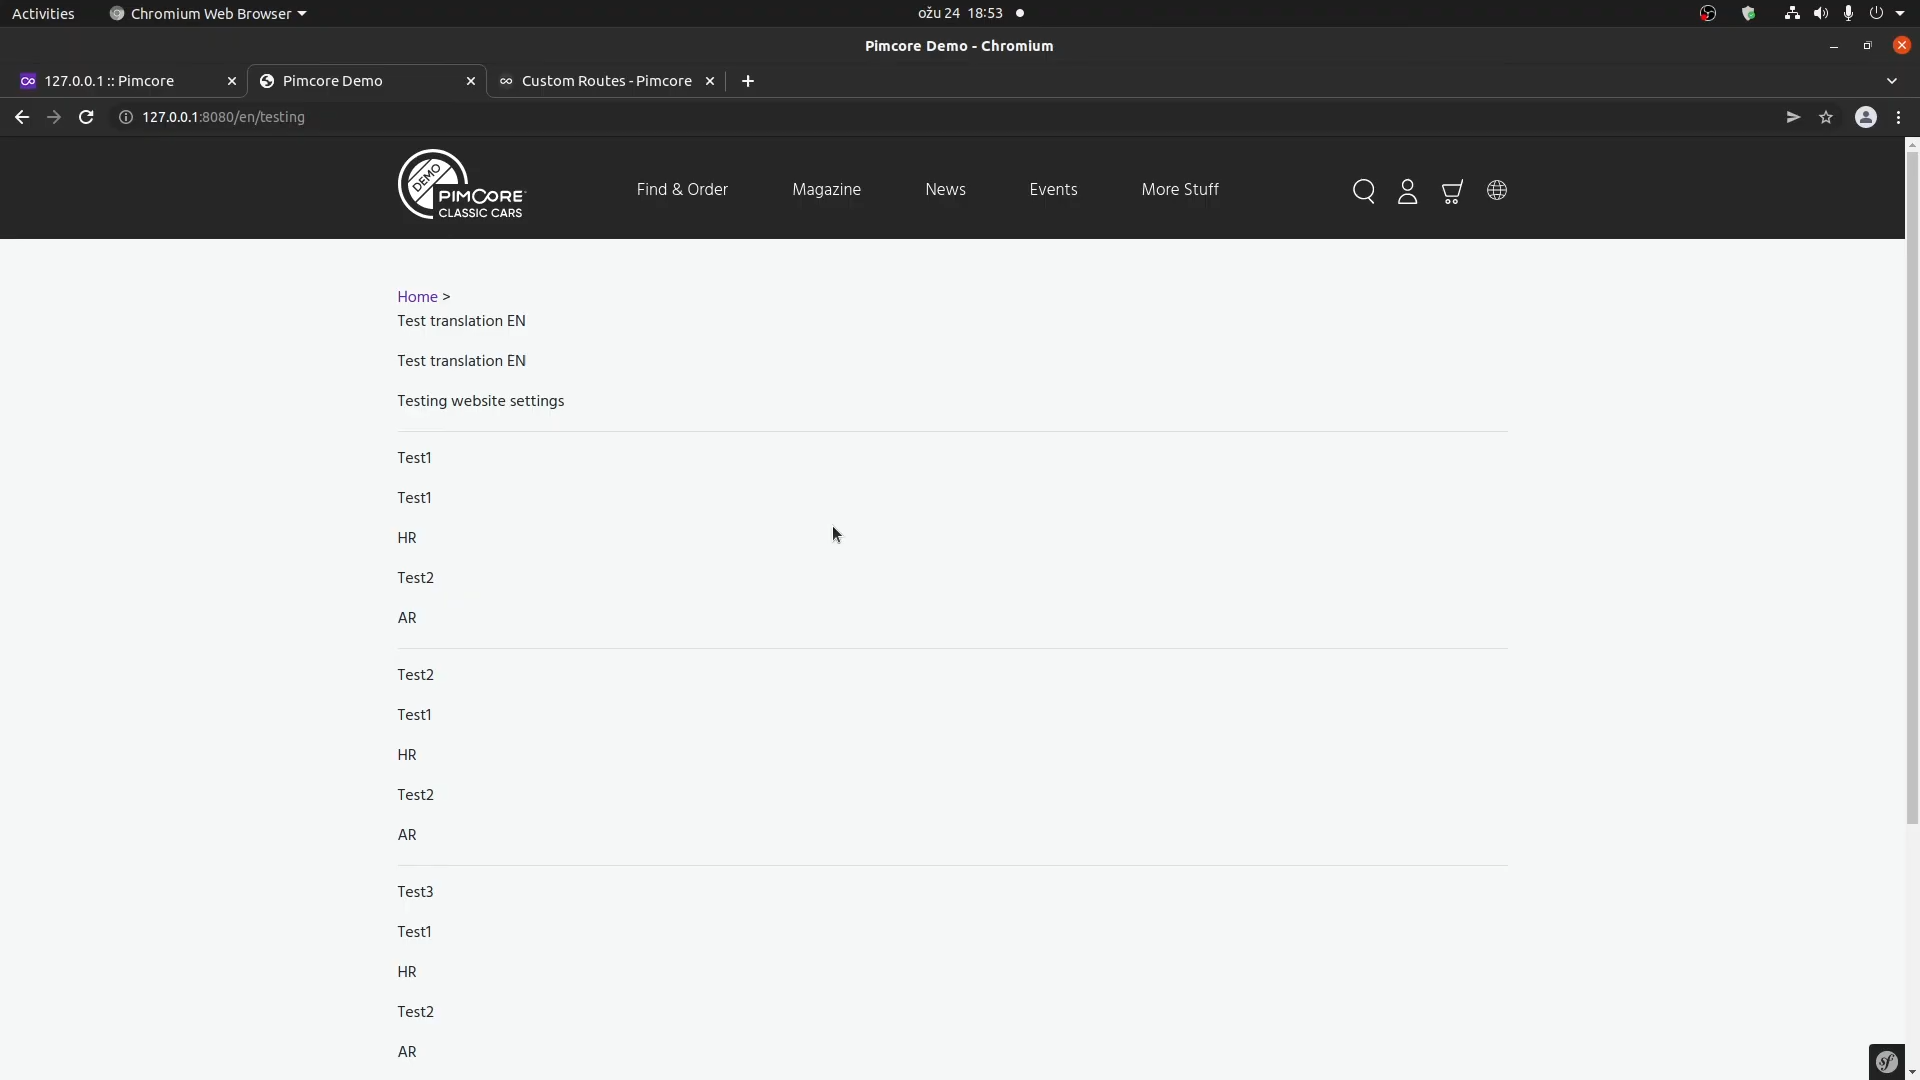 Activities
Chromium Web Browser
ožu 24 18:53
Pimcore Demo - Chromium
127.0.0.1 :: Pimcore
Pimcore Demo
Custom Routes - Pimcore
127.0.0.1:8080/en/testing
DEMO
PIMCORE
CLASSIC CARS
Find & Order
Magazine
News
Events
More Stuff
Home >
Test translation EN
Test translation EN
Testing website settings
Test1
Test1
HR
Test2
AR
Test2
Test1
HR
Test2
AR
Test3
Test1
HR
Test2
AR
sf